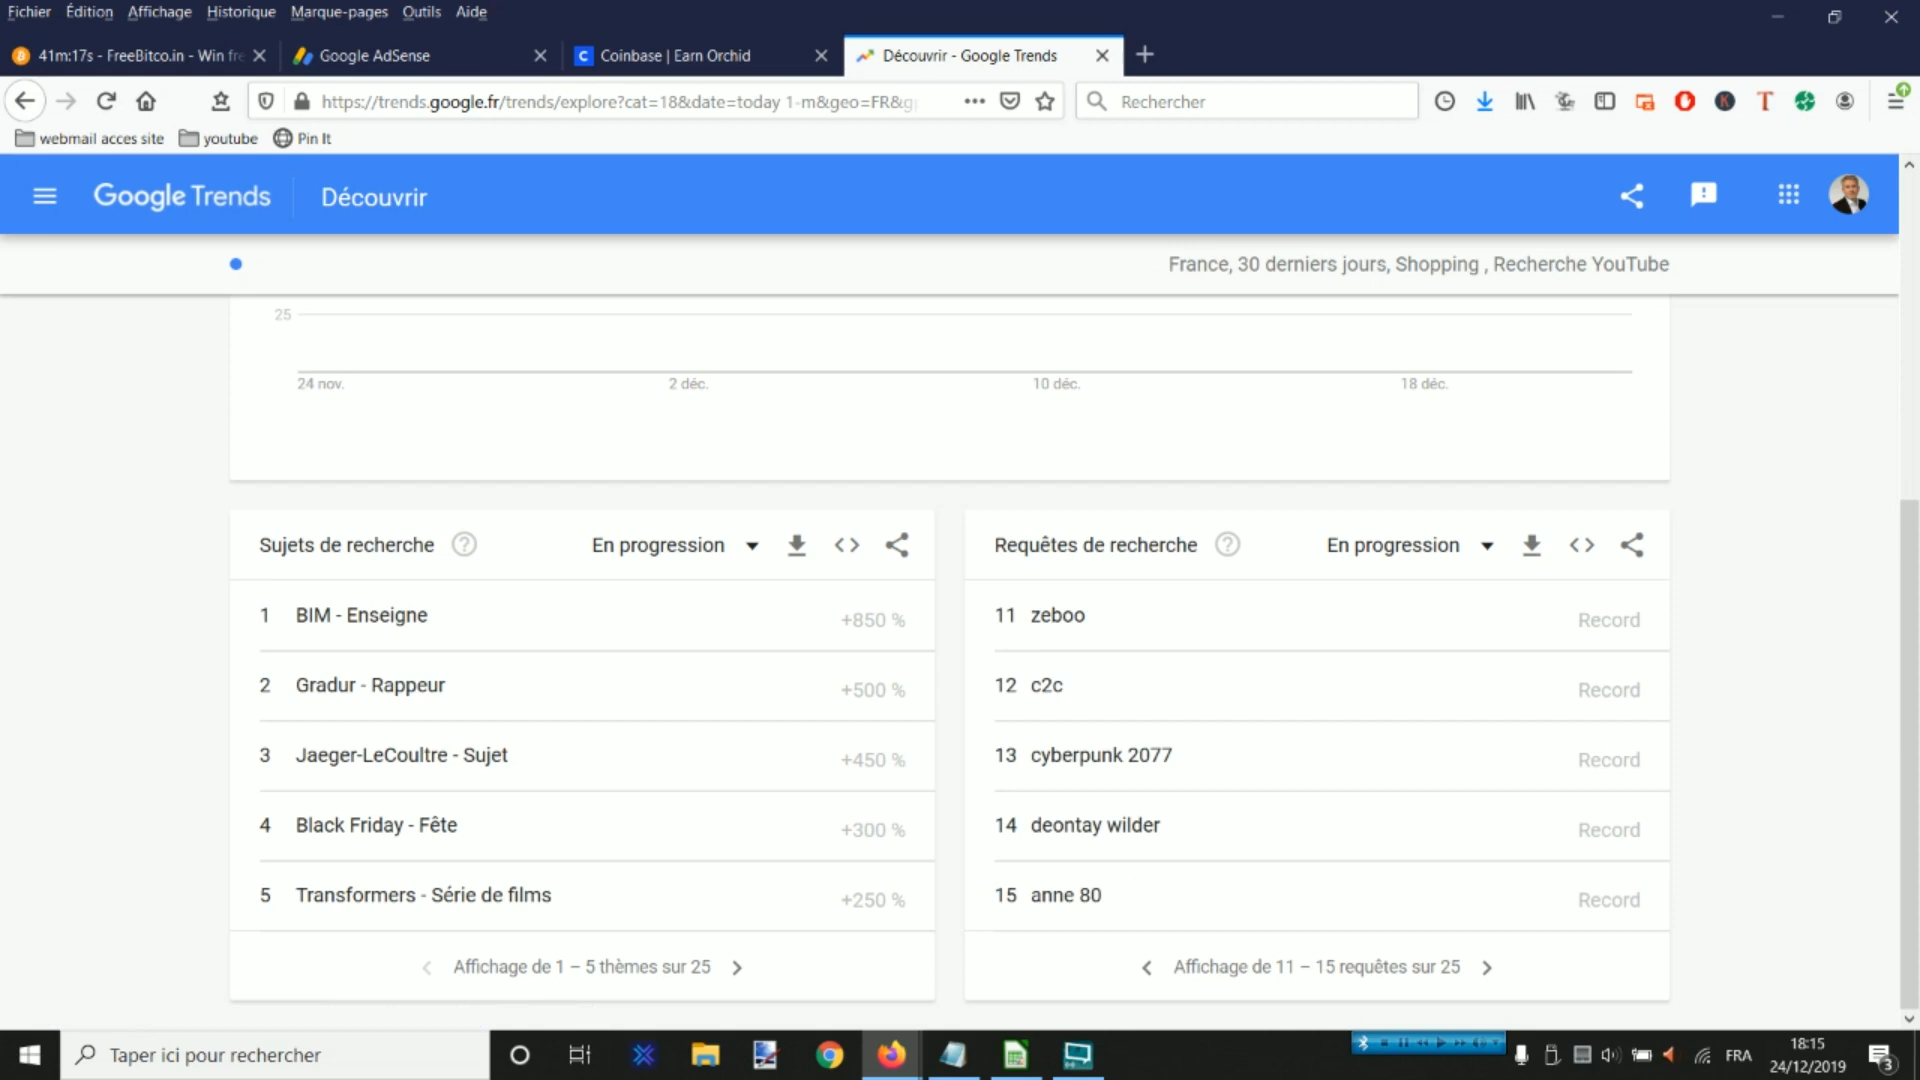 Fichier Édition Affichage Historique Marque-pages Outils Aide
41m:17s - FreeBitco.in - Win fre
Google AdSense
Coinbase | Earn Orchid
Découvrir - Google Trends
https://trends.google.fr/trends/explore?cat=18&date=today 1-m&geo=FR&g
Rechercher
webmail acces site
youtube
Pin It
Google Trends
Découvrir
France, 30 derniers jours, Shopping , Recherche YouTube
25
24 nov.
2 déc.
10 déc.
18 déc.
Sujets de recherche
En progression
1 BIM - Enseigne +850 %
2 Gradur - Rappeur +500 %
3 Jaeger-LeCoultre - Sujet +450 %
4 Black Friday - Fête +300 %
5 Transformers - Série de films +250 %
Affichage de 1 – 5 thèmes sur 25
Requêtes de recherche
En progression
11 zeboo Record
12 c2c Record
13 cyberpunk 2077 Record
14 deontay wilder Record
15 anne 80 Record
Affichage de 11 – 15 requêtes sur 25
Taper ici pour rechercher
FRA
18:15
24/12/2019
3